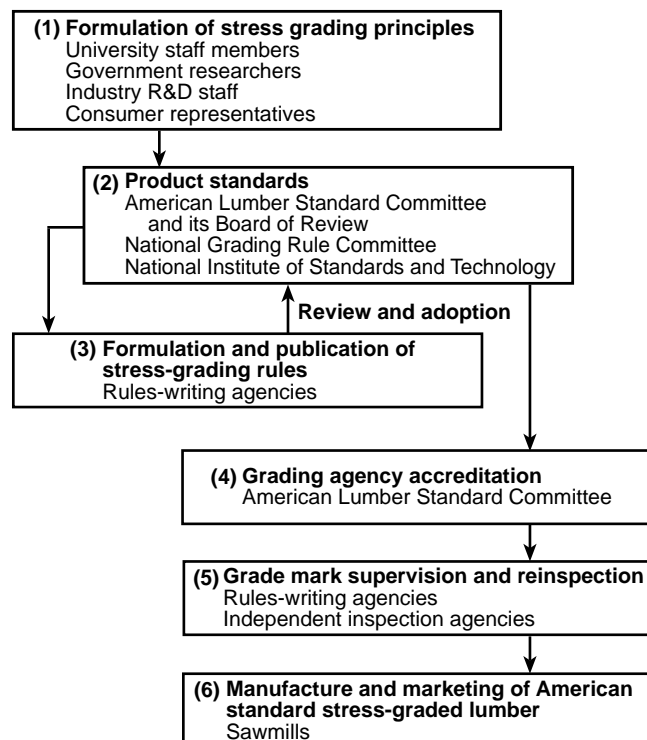 (1) Formulation of stress grading principles
University staff members
Government researchers
Industry R&D staff
Consumer representatives
(2) Product standards
American Lumber Standard Committee
and its Board of Review
National Grading Rule Committee
National Institute of Standards and Technology
Review and adoption
(3) Formulation and publication of
stress-grading rules
Rules-writing agencies
(4) Grading agency accreditation
American Lumber Standard Committee
(5) Grade mark supervision and reinspection
Rules-writing agencies
Independent inspection agencies
(6) Manufacture and marketing of American
standard stress-graded lumber
Sawmills